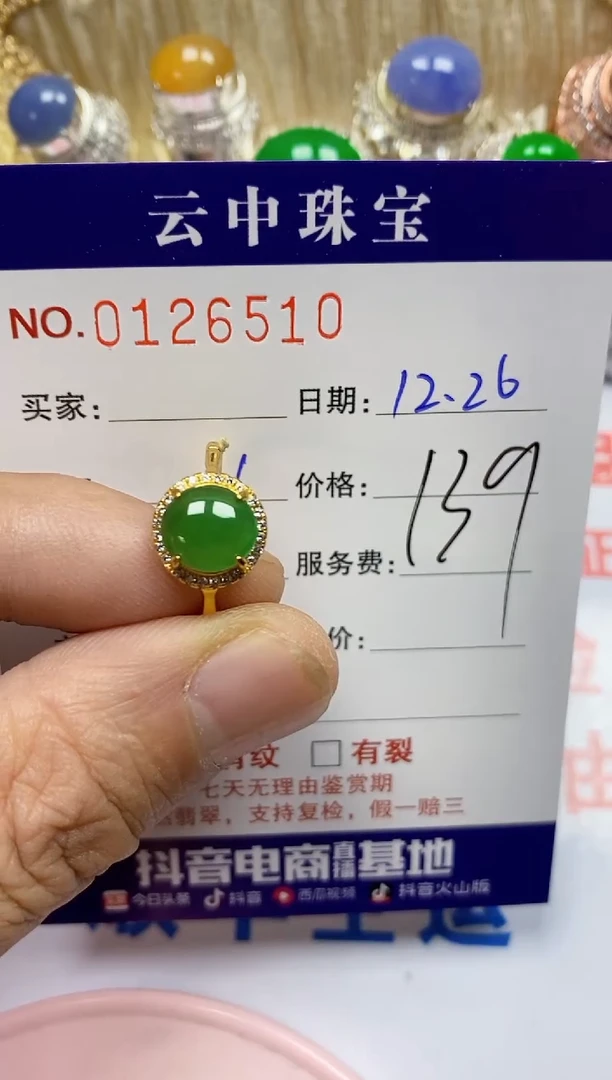 云中珠宝
NO.0126510
买家: 日期: 12.26
价格: 139
服务费:
价:
有纹 □ 有裂
七天无理由鉴赏期
翡翠，支持复检，假一赔三
抖音电商直播基地
今日头条 抖音 西瓜视频 抖音火山版